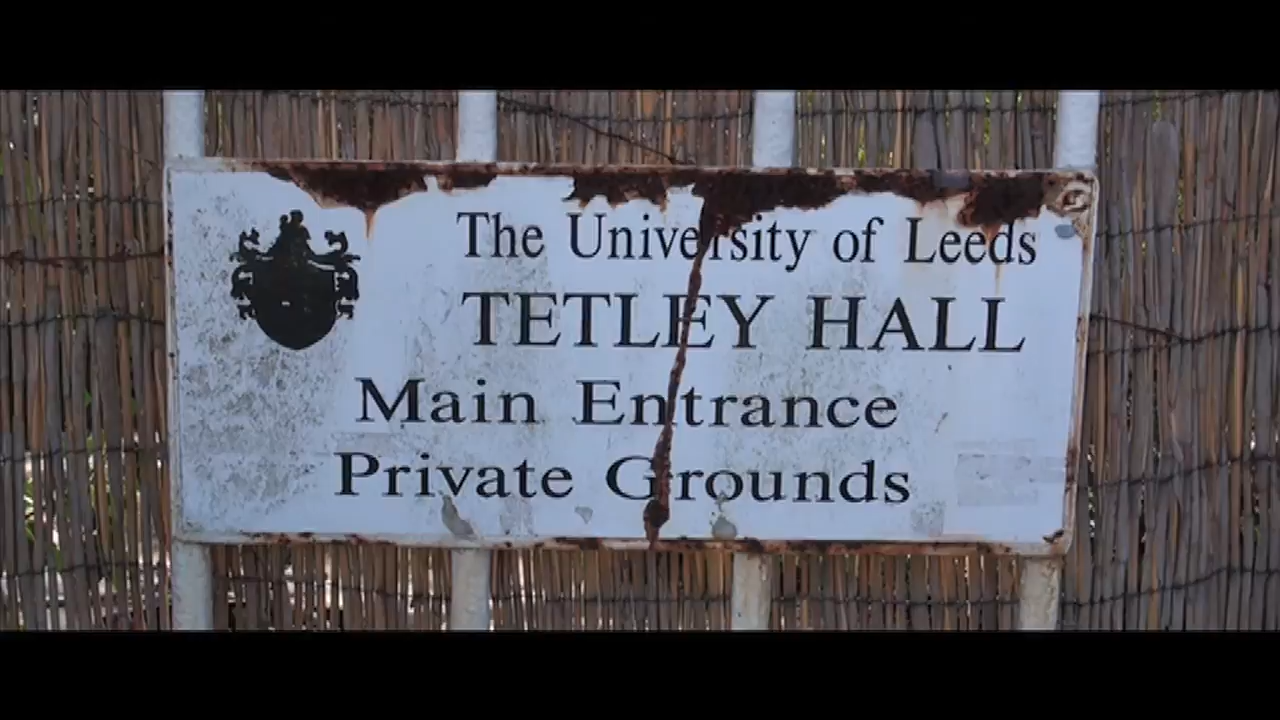 The University of Leeds
TETLEY HALL
Main Entrance
Private Grounds